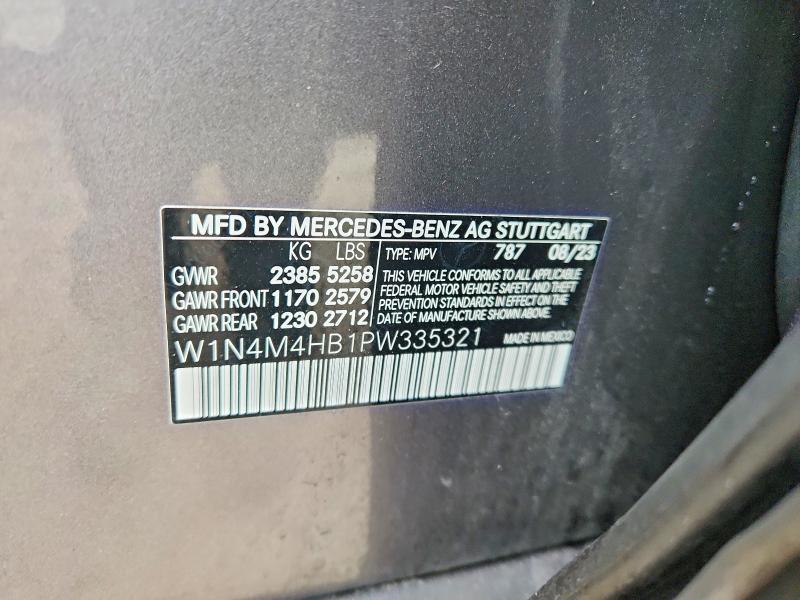 MFD BY MERCEDES-BENZ AG STUTTGART
KG LBS TYPE: MPV 787 08/23
GVWR 2385 5258
GAWR FRONT 1170 2579
GAWR REAR 1230 2712
THIS VEHICLE CONFORMS TO ALL APPLICABLE
FEDERAL MOTOR VEHICLE SAFETY AND THEFT
PREVENTION STANDARDS IN EFFECT ON THE
DATE OF MANUFACTURE SHOWN ABOVE.
W1N4M4HB1PW335321 MADE IN MEXICO